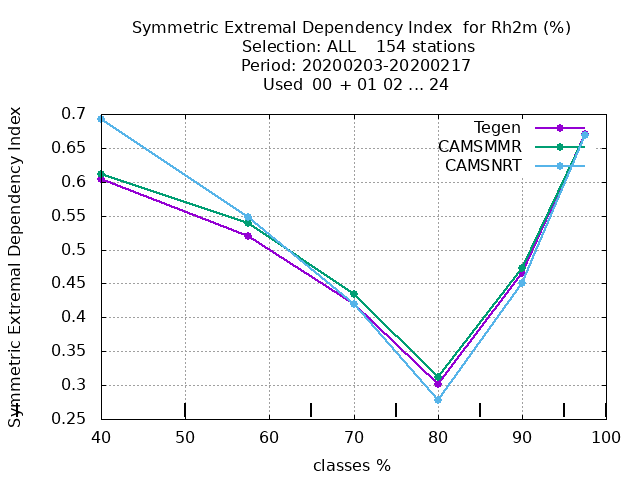 Symmetric Extremal Dependency Index  for Rh2m (%)
Selection: ALL    154 stations
Period: 20200203-20200217
Used  00 + 01 02 ... 24
Symmetric Extremal Dependency Index
0.7
0.65
0.6
0.55
0.5
0.45
0.4
0.35
0.3
0.25
Tegen
CAMSMMR
CAMSNRT
40 50 60 70 80 90 100
classes %